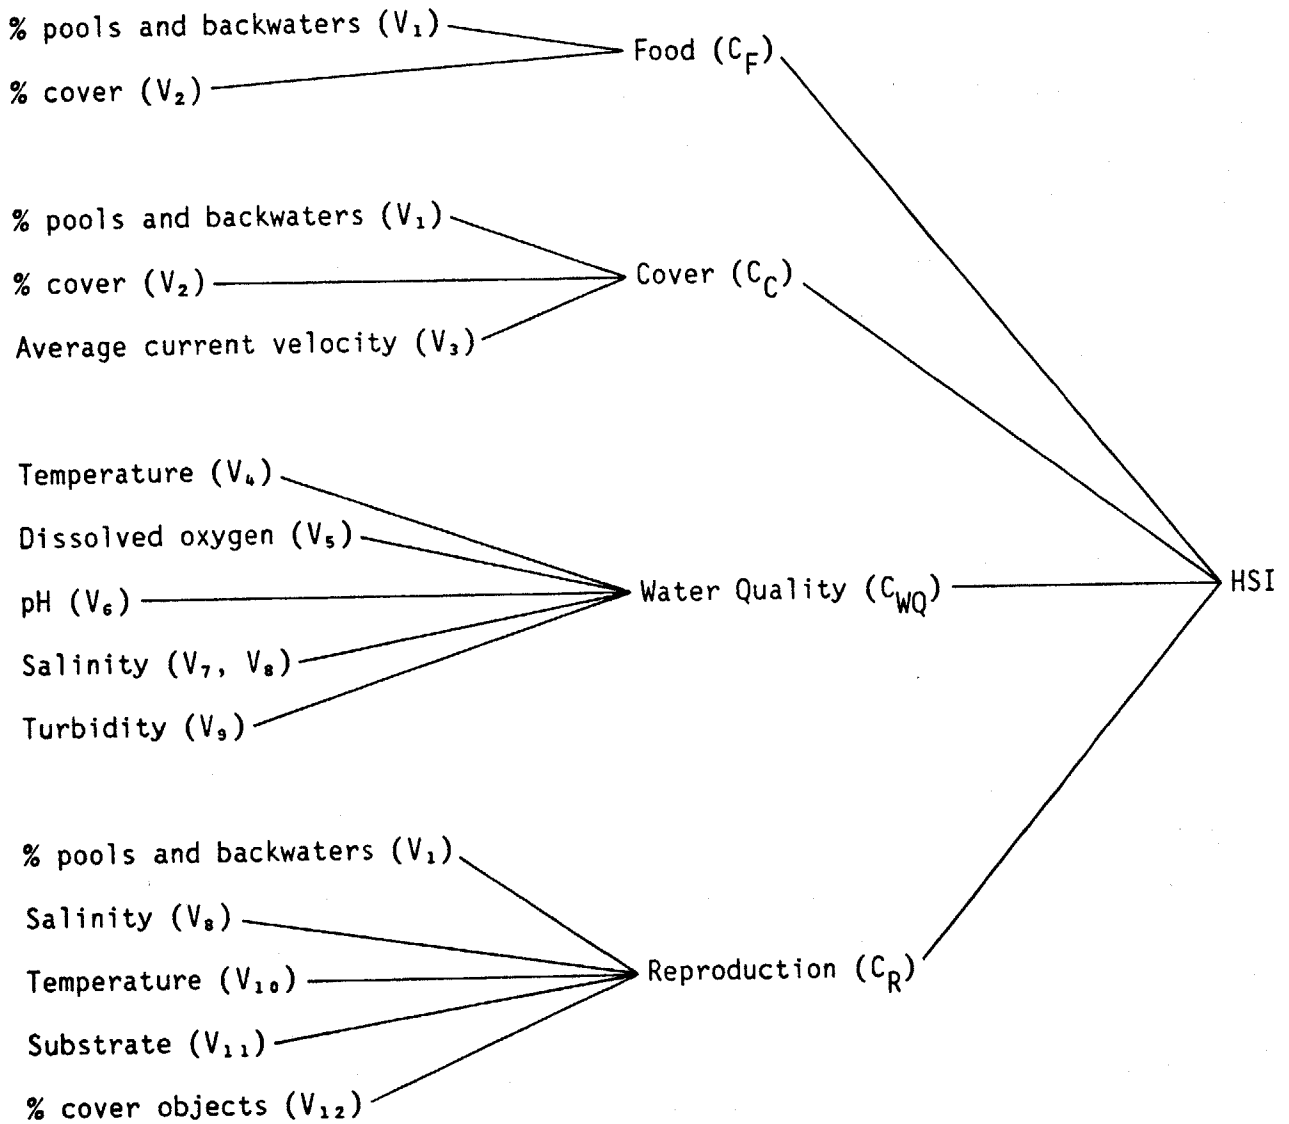 % pools and backwaters (V₁)
Food (C_F)
% cover (V₂)
% pools and backwaters (V₁)
% cover (V₂)
Cover (C_C)
Average current velocity (V₃)
Temperature (V₄)
Dissolved oxygen (V₅)
pH (V₆)
Water Quality (C_WQ)
HSI
Salinity (V₇, V₈)
Turbidity (V₉)
% pools and backwaters (V₁)
Salinity (V₈)
Temperature (V₁₀)
Reproduction (C_R)
Substrate (V₁₁)
% cover objects (V₁₂)